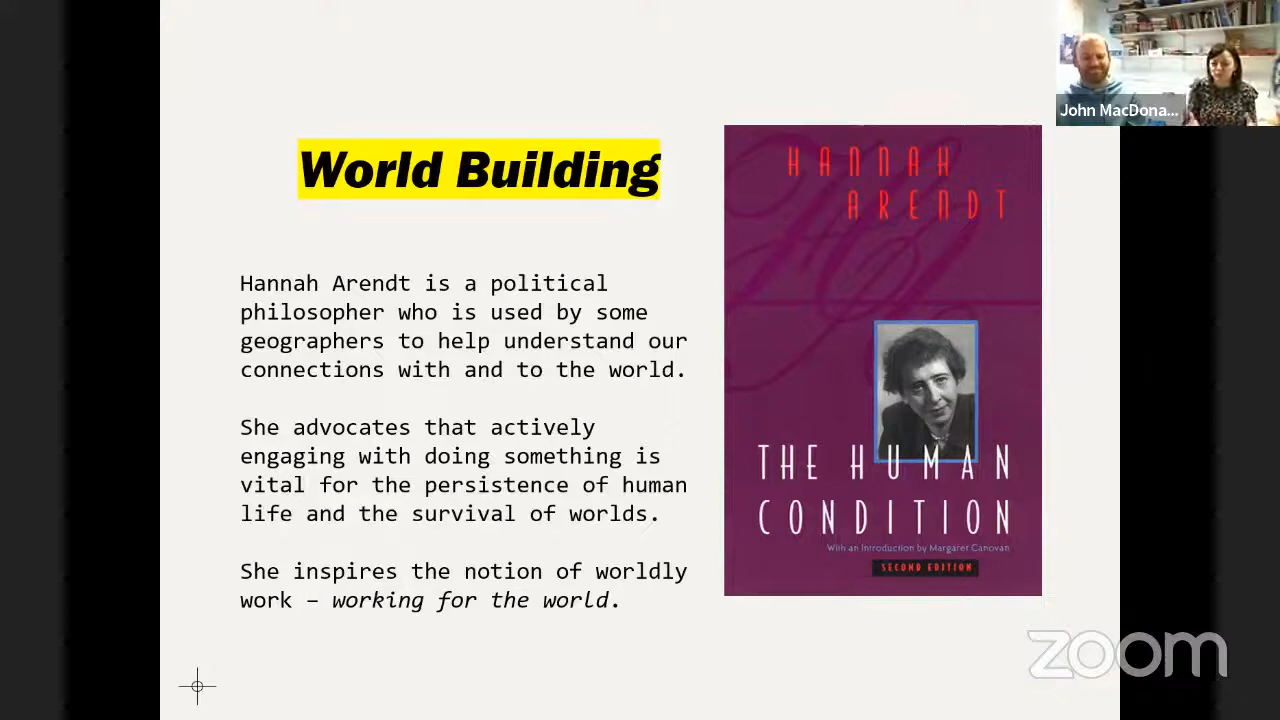 John MacDona...
World Building
Hannah Arendt is a political
philosopher who is used by some
geographers to help understand our
connections with and to the world.
She advocates that actively
engaging with doing something is
vital for the persistence of human
life and the survival of worlds.
She inspires the notion of worldly
work – working for the world.
HANNAH
ARENDT
THE HUMAN
CONDITION
With an Introduction by Margaret Canovan
SECOND EDITION
zoom